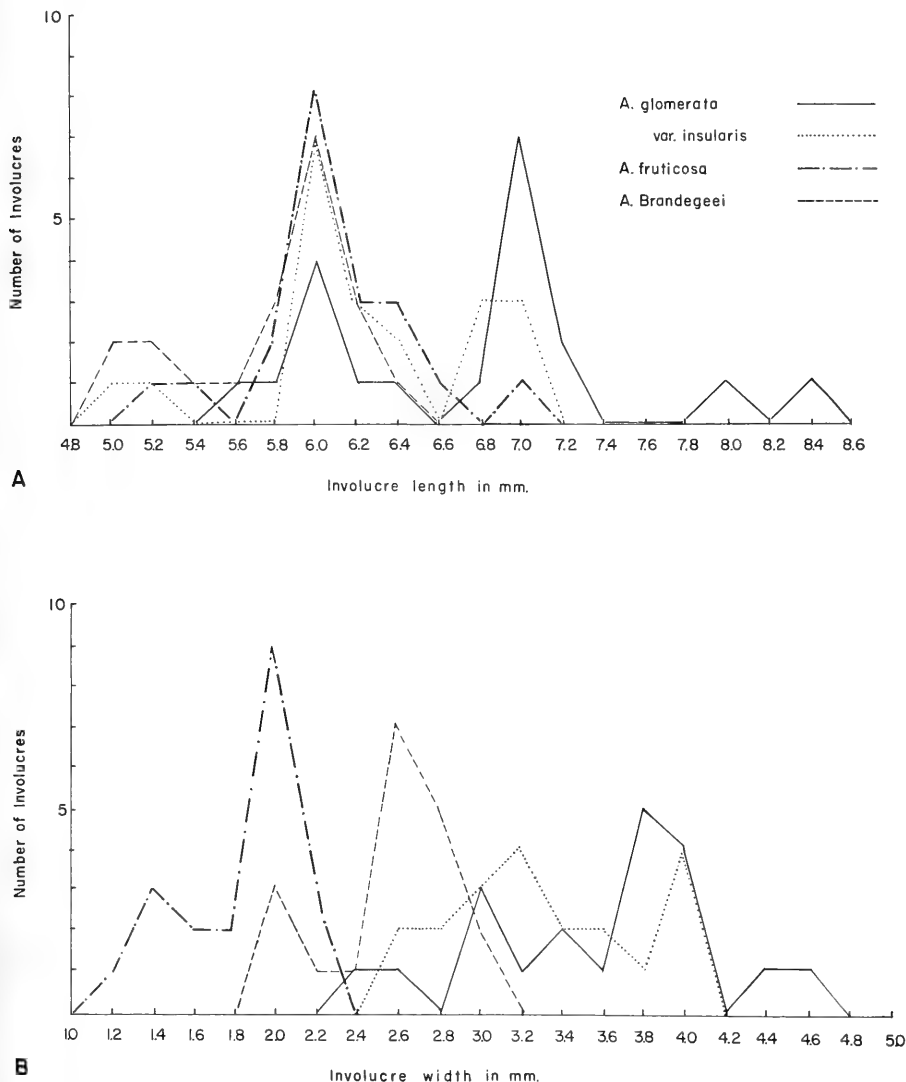 10
5
Number of Involucres
A. glomerata
var. insularis
A. fruticosa
A. Brandegeei
4.8 5.0 5.2 5.4 5.6 5.8 6.0 6.2 6.4 6.6 6.8 7.0 7.2 7.4 7.6 7.8 8.0 8.2 8.4 8.6
A
Involucre length in mm.
10
5
Number of Involucres
1.0 1.2 1.4 1.6 1.8 2.0 2.2 2.4 2.6 2.8 3.0 3.2 3.4 3.6 3.8 4.0 4.2 4.4 4.6 4.8 5.0
B
Involucre width in mm.